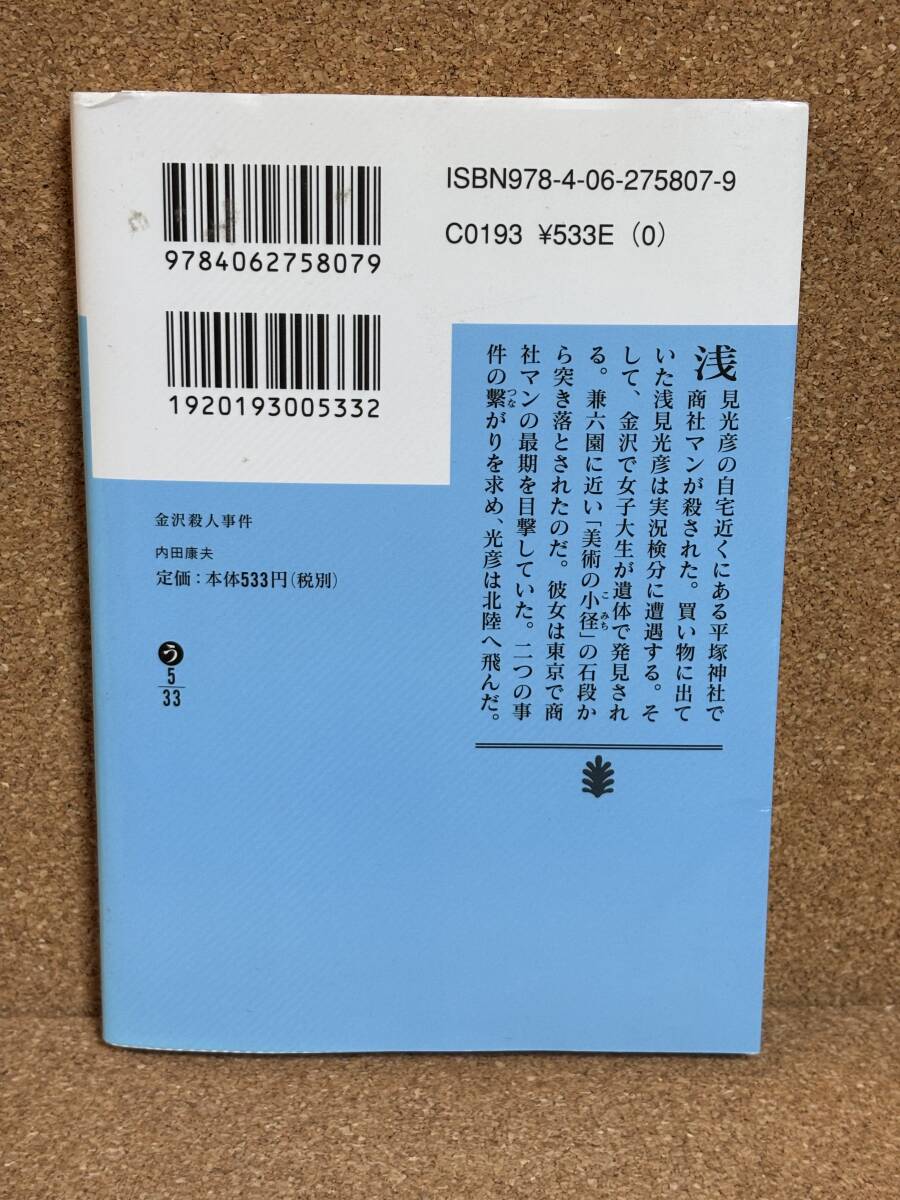 ISBN978-4-06-275807-9
C0193 ¥533E (0)
9784062758079
1920193005332
浅見光彦の自宅近くにある平塚神社で
商社マンが殺された。買い物に出て
いた浅見光彦は実況検分に遭遇する。そ
して、金沢で女子大生が遺体で発見され
る。兼六園に近い「美術の小径」の石段か
ら突き落とされたのだ。彼女は東京で商
社マンの最期を目撃していた。二つの事
件の繫がりを求め、光彦は北陸へ飛んだ。
こみち
つな
金沢殺人事件
内田康夫
定価:本体533円(税別)
う
5
33